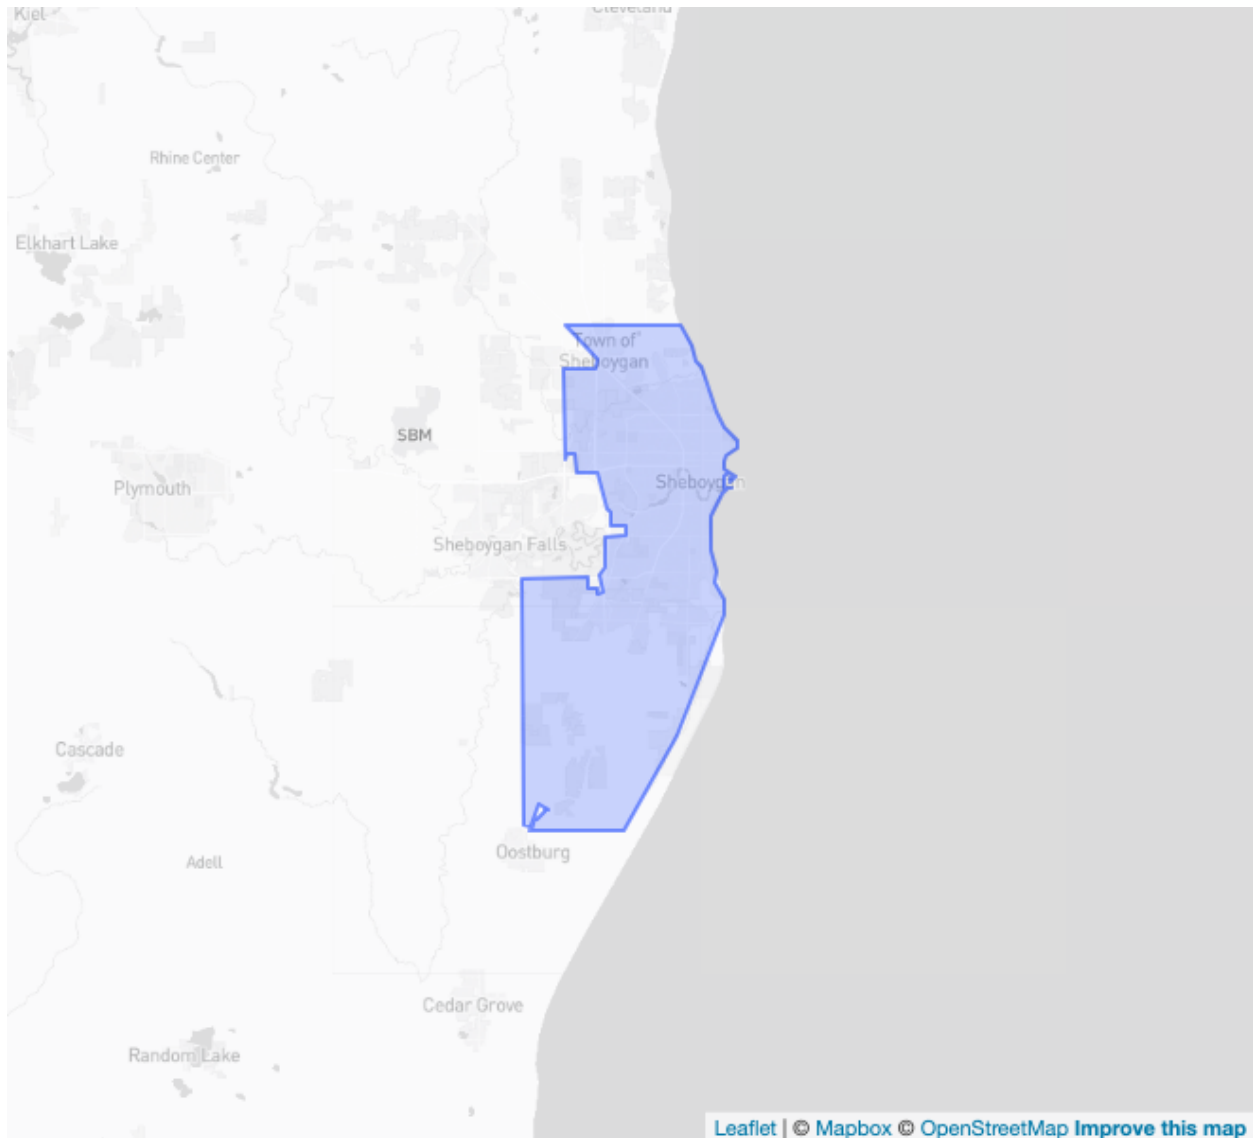 Kiel
Cleveland
Rhine Center
Elkhart Lake
Town of
Sheboygan
SBM
Plymouth
Sheboygan
Sheboygan Falls
Cascade
Oostburg
Adell
Cedar Grove
Random Lake
Leaflet | © Mapbox © OpenStreetMap Improve this map